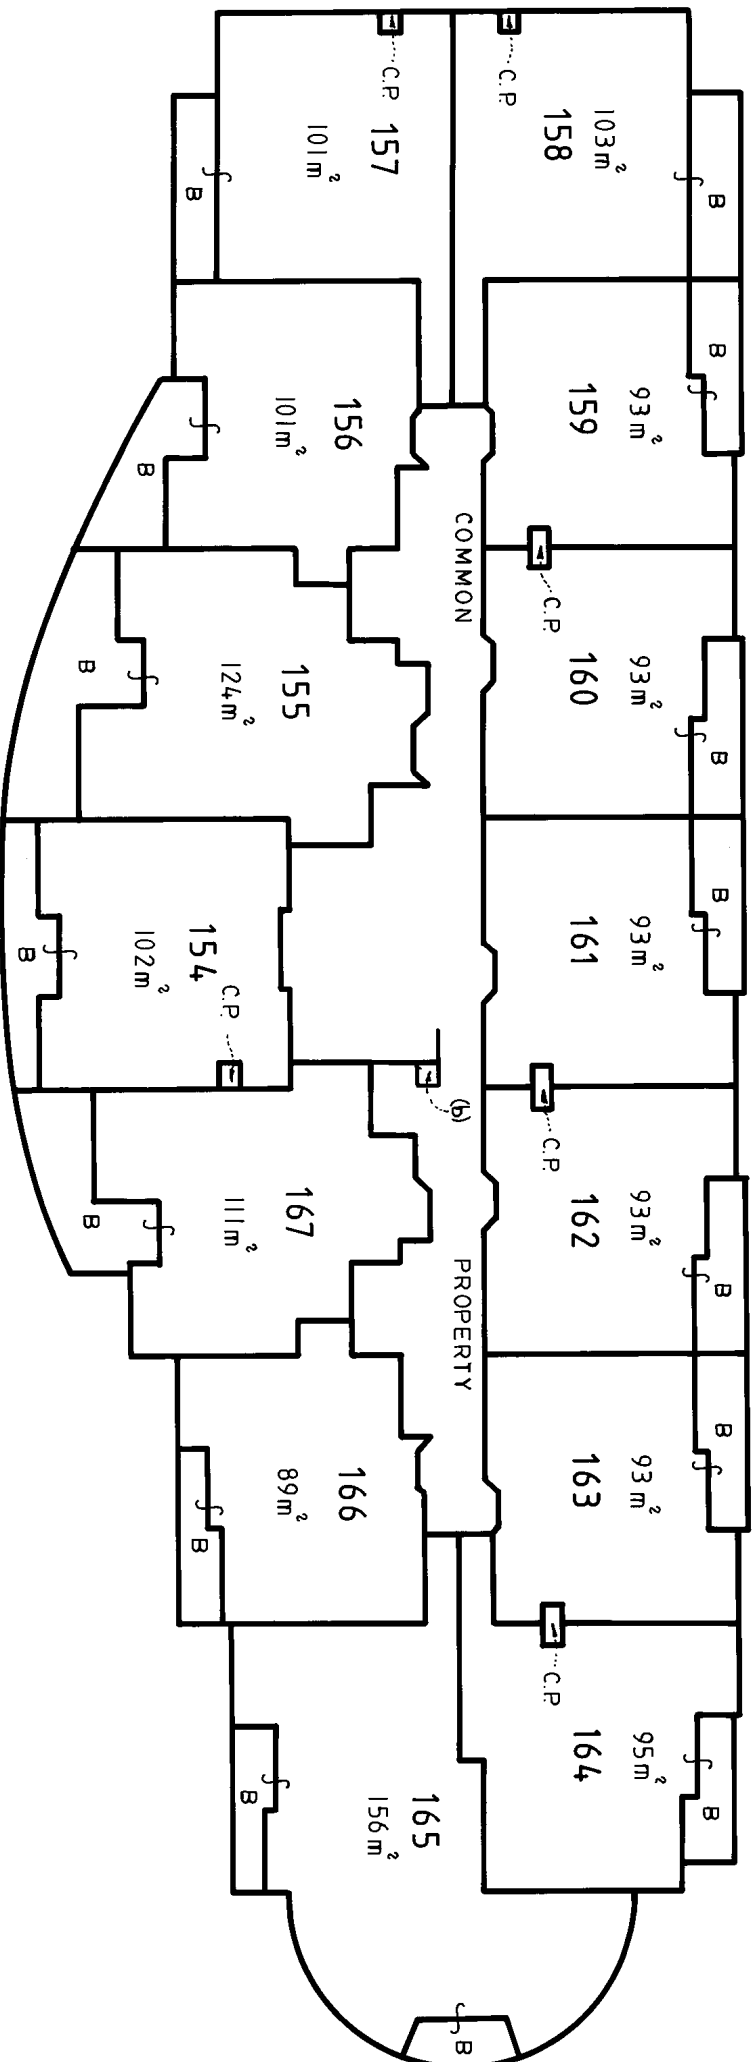 C.P.
157
101m²
B
C.P.
158
103m²
B
156
101m²
B
159
93m²
B
C.P.
155
124m²
B
160
93m²
B
COMMON
154
102m²
C.P.
B
161
93m²
B
(b)
C.P.
167
111m²
B
162
93m²
B
PROPERTY
166
89m²
B
163
93m²
B
C.P.
165
156m²
B
B
164
95m²
B